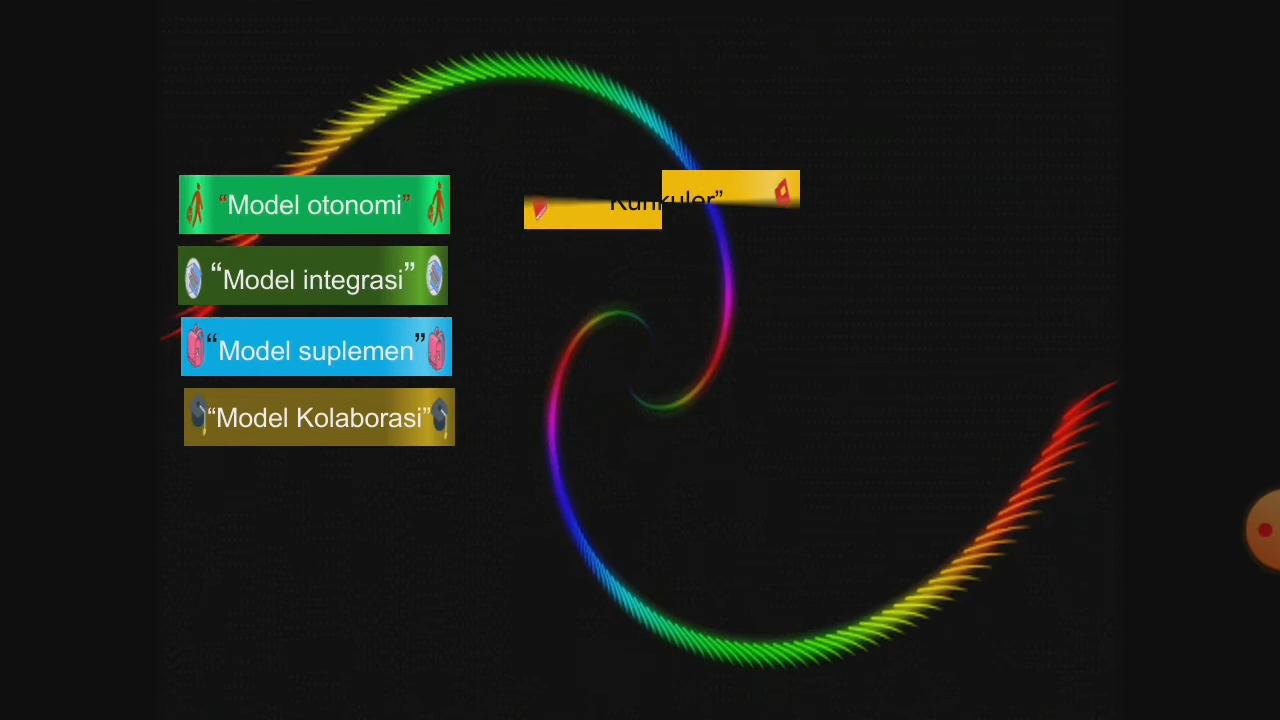 “Model otonomi”
“Model integrasi”
“Model suplemen”
“Model Kolaborasi”